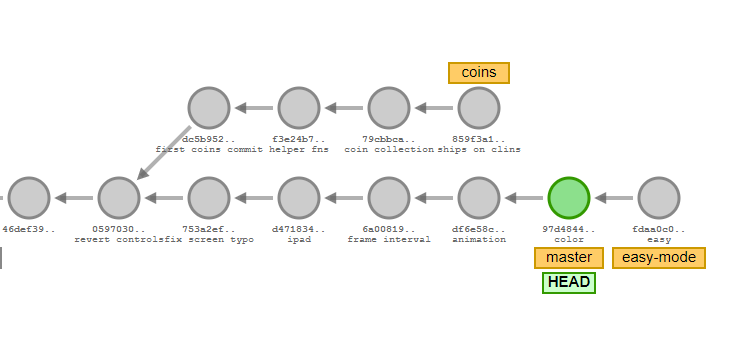 coins
dc5b952.. f3e24b7.. 79cbbca.. 859f3a1..
first coins commit helper fns coin collection ships on clins
46def39.. 0597030.. 753a2ef.. d471834.. 6a00819.. df6e58c.. 97d4844.. fdaa0c0..
revert controls fix screen typo ipad frame interval animation color easy
master easy-mode
HEAD